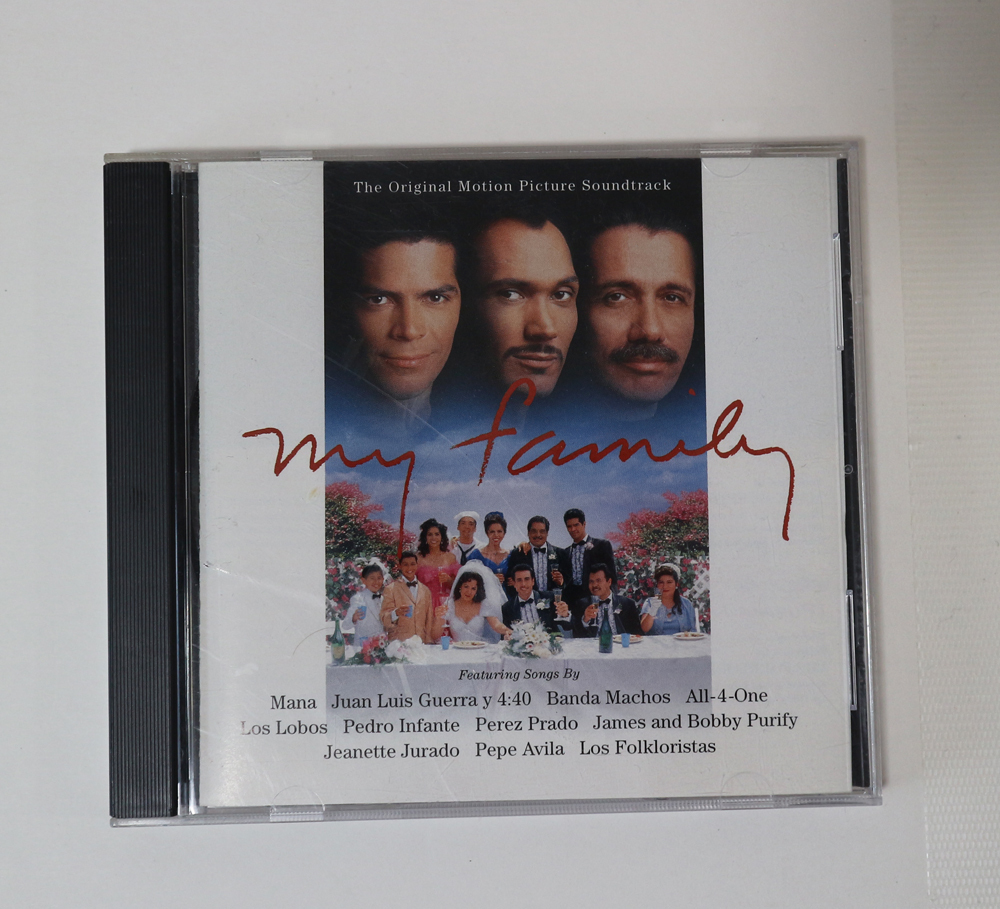 The Original Motion Picture Soundtrack
my family
Featuring Songs By
Mana Juan Luis Guerra y 4:40 Banda Machos All-4-One
Los Lobos Pedro Infante Perez Prado James and Bobby Purify
Jeanette Jurado Pepe Avila Los Folkloristas